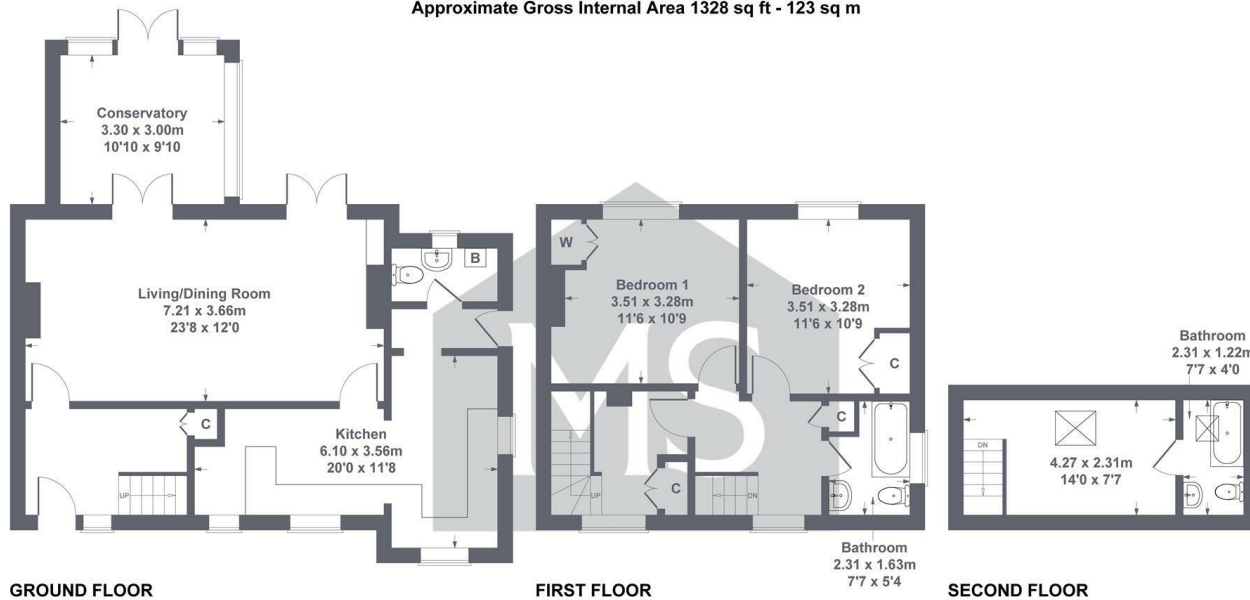 Approximate Gross Internal Area 1328 sq ft - 123 sq m
Conservatory
3.30 x 3.00m
10'10 x 9'10
Living/Dining Room
7.21 x 3.66m
23'8 x 12'0
B
C
Kitchen
6.10 x 3.56m
20'0 x 11'8
UP
GROUND FLOOR
MS
W
Bedroom 1
3.51 x 3.28m
11'6 x 10'9
Bedroom 2
3.51 x 3.28m
11'6 x 10'9
C
C
C
UP
DN
Bathroom
2.31 x 1.63m
7'7 x 5'4
FIRST FLOOR
Bathroom
2.31 x 1.22m
7'7 x 4'0
DN
4.27 x 2.31m
14'0 x 7'7
SECOND FLOOR